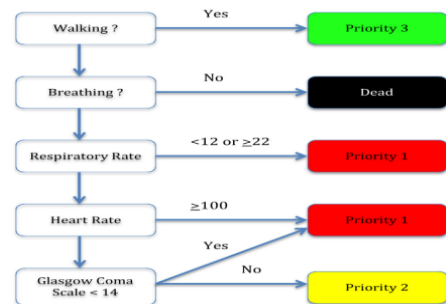 Yes
Walking ?
Priority 3
No
Breathing ?
Dead
<12 or ≥22
Respiratory Rate
Priority 1
≥100
Heart Rate
Priority 1
Yes
No
Glasgow Coma
Scale < 14
Priority 2